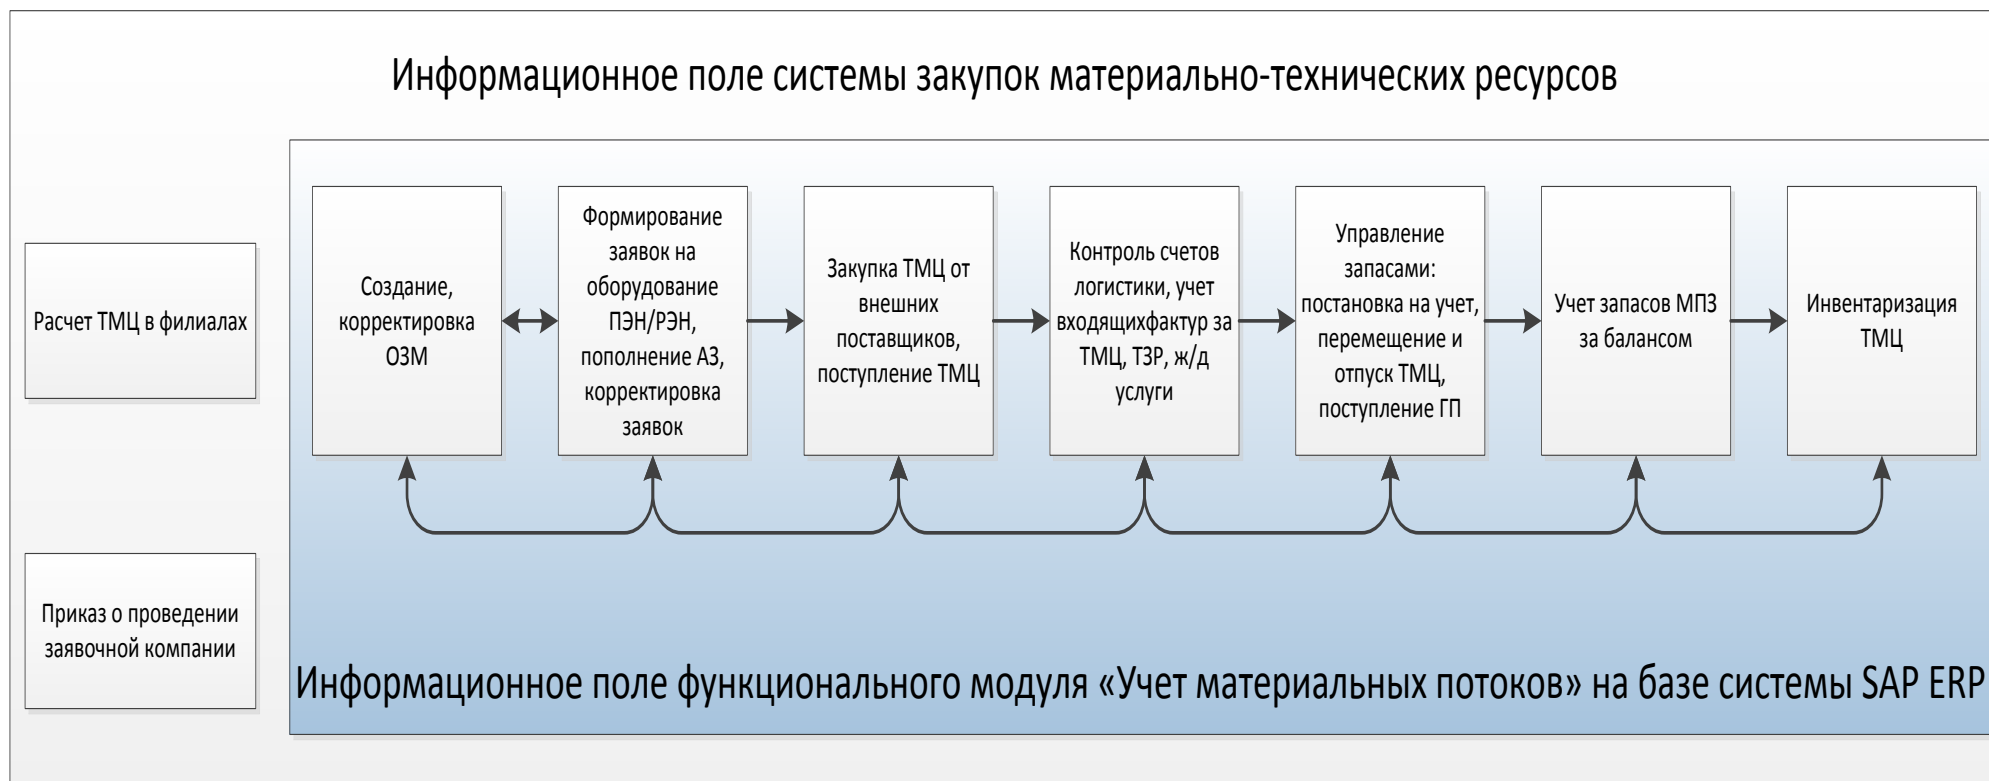 Информационное поле системы закупок материально-технических ресурсов
Расчет ТМЦ в филиалах
Приказ о проведении
заявочной компании
Создание,
корректировка
ОЗМ
Формирование
заявок на
оборудование
ПЭН/РЭН,
пополнение АЗ,
корректировка
заявок
Закупка ТМЦ от
внешних
поставщиков,
поступление ТМЦ
Контроль счетов
логистики, учет
входящихфактур за
ТМЦ, ТЗР, ж/д
услуги
Управление
запасами:
постановка на учет,
перемещение и
отпуск ТМЦ,
поступление ГП
Учет запасов МПЗ
за балансом
Инвентаризация
ТМЦ
Информационное поле функционального модуля «Учет материальных потоков» на базе системы SAP ERP